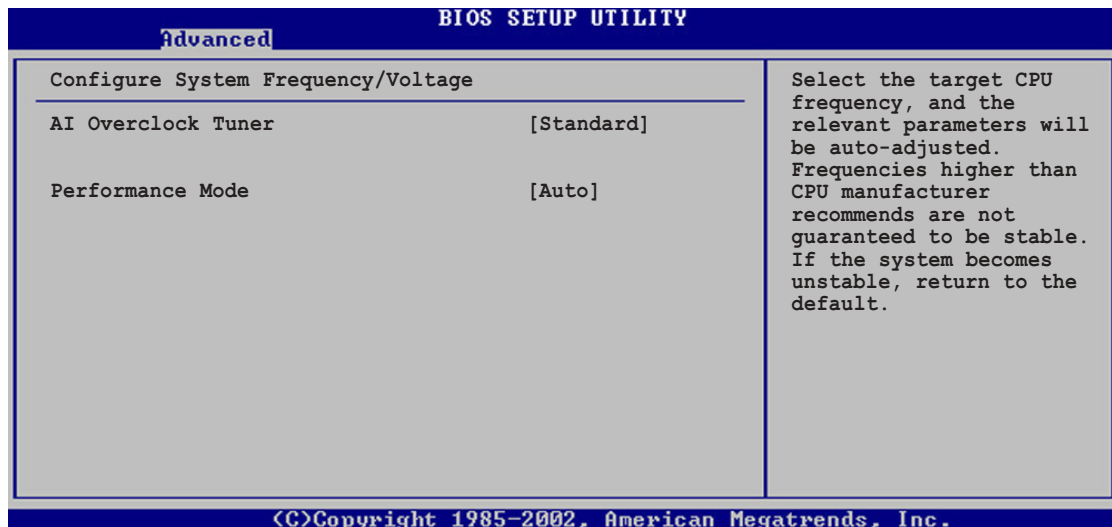 BIOS SETUP UTILITY
Advanced
Configure System Frequency/Voltage
AI Overclock Tuner [Standard]
Performance Mode [Auto]
Select the target CPU
frequency, and the
relevant parameters will
be auto-adjusted.
Frequencies higher than
CPU manufacturer
recommends are not
guaranteed to be stable.
If the system becomes
unstable, return to the
default.
(C)Copyright 1985-2002, American Megatrends, Inc.